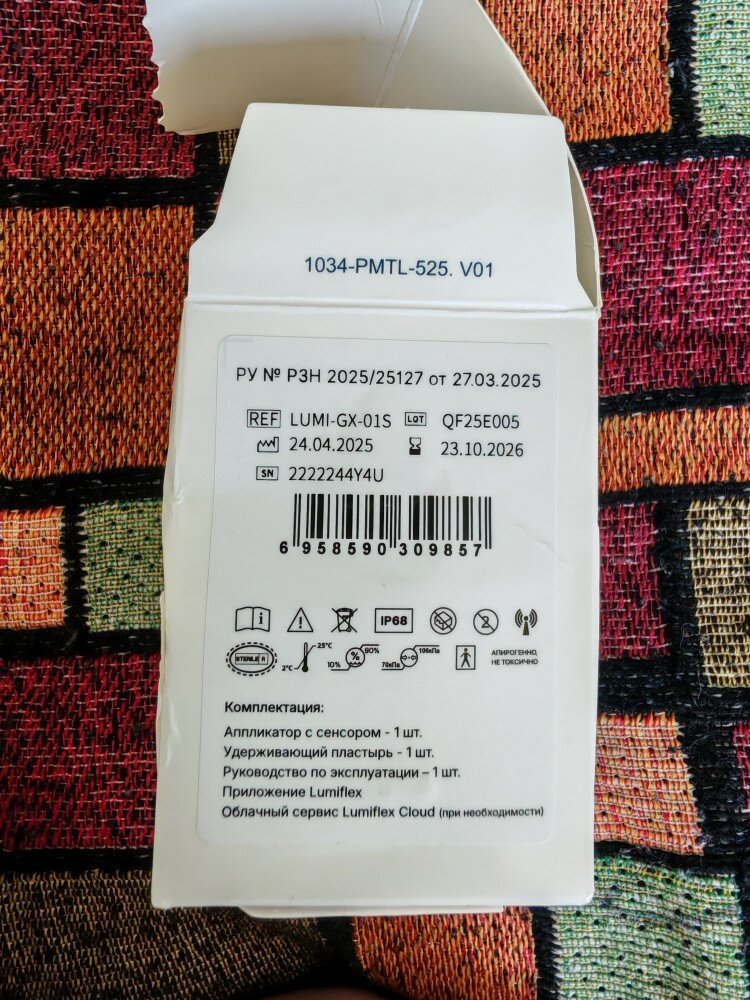 1034-PMTL-525. V01
РУ № РЗН 2025/25127 от 27.03.2025
REF LUMI-GX-01S LOT QF25E005
24.04.2025 23.10.2026
SN 2222244Y4U
6 958590 309857
IP68 2
STERILE R 2°C 25°C 10% % 90% 70кПа 106кПа АПИРОГЕННО,
НЕ ТОКСИЧНО
Комплектация:
Аппликатор с сенсором - 1 шт.
Удерживающий пластырь - 1 шт.
Руководство по эксплуатации – 1 шт.
Приложение Lumiflex
Облачный сервис Lumiflex Cloud (при необходимости)